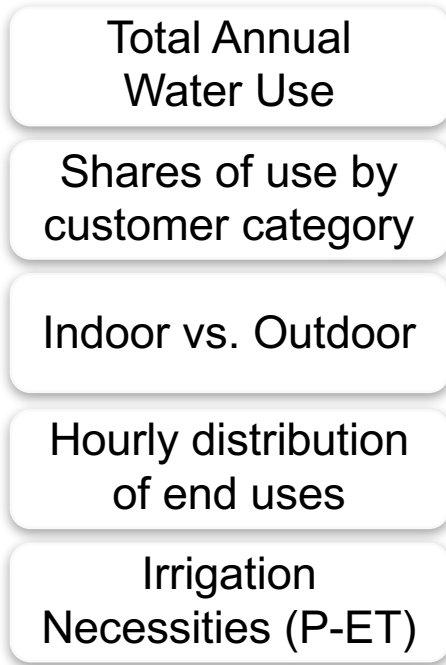 Total Annual
Water Use
Shares of use by
customer category
Indoor vs. Outdoor
Hourly distribution
of end uses
Irrigation
Necessities (P-ET)